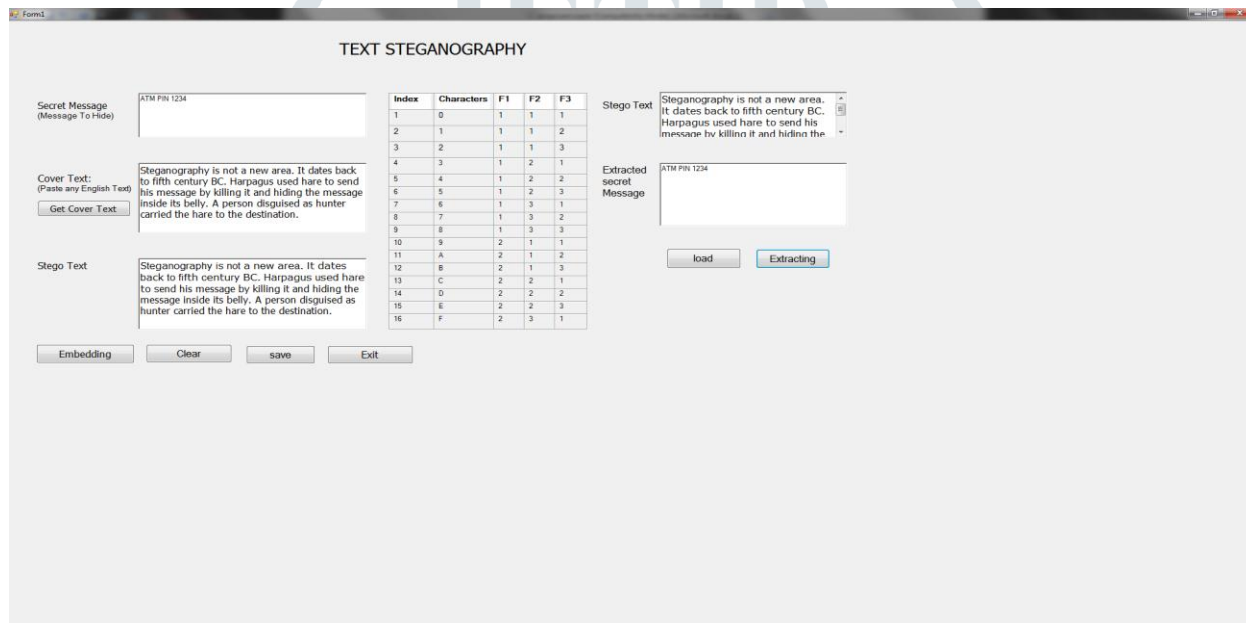 Form1
TEXT STEGANOGRAPHY
Secret Message
(Message To Hide)
ATM PIN 1234
Cover Text:
(Paste any English Text)
Get Cover Text
Steganography is not a new area. It dates back
to fifth century BC. Harpagus used hare to send
his message by killing it and hiding the message
inside its belly. A person disguised as hunter
carried the hare to the destination.
Stego Text
Steganography is not a new area. It dates
back to fifth century BC. Harpagus used hare
to send his message by killing it and hiding the
message inside its belly. A person disguised as
hunter carried the hare to the destination.
Embedding Clear save Exit
Index Characters F1 F2 F3
1 0 1 1 1
2 1 1 1 2
3 2 1 1 3
4 3 1 2 1
5 4 1 2 2
6 5 1 2 3
7 6 1 3 1
8 7 1 3 2
9 8 1 3 3
10 9 2 1 1
11 A 2 1 2
12 B 2 1 3
13 C 2 2 1
14 D 2 2 2
15 E 2 2 3
16 F 2 3 1
Stego Text
Steganography is not a new area.
It dates back to fifth century BC.
Harpagus used hare to send his
message by killing it and hiding the
Extracted
secret
Message
ATM PIN 1234
load Extracting